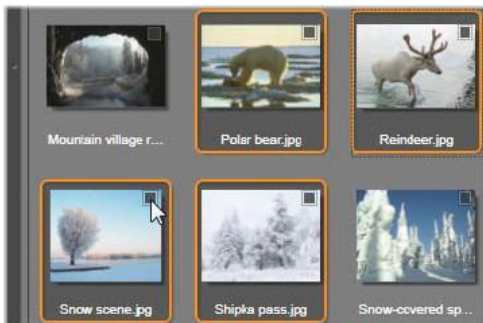 Mountain village r...
Polar bear.jpg
Reindeer.jpg
Snow scene.jpg
Shipka pass.jpg
Snow-covered sp...